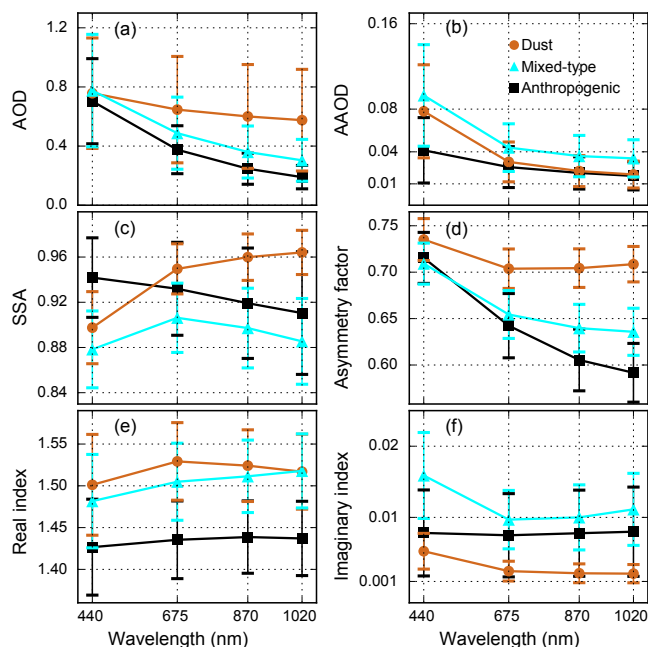 (a)
AOD
1.2
0.8
0.4
0.0
(b)
Dust
Mixed-type
Anthropogenic
AAOD
0.16
0.08
0.04
0.01
(c)
SSA
0.96
0.92
0.88
0.84
(d)
Asymmetry factor
0.75
0.70
0.65
0.60
(e)
Real index
1.55
1.50
1.45
1.40
440 675 870 1020
Wavelength (nm)
(f)
Imaginary index
0.02
0.01
0.001
440 675 870 1020
Wavelength (nm)